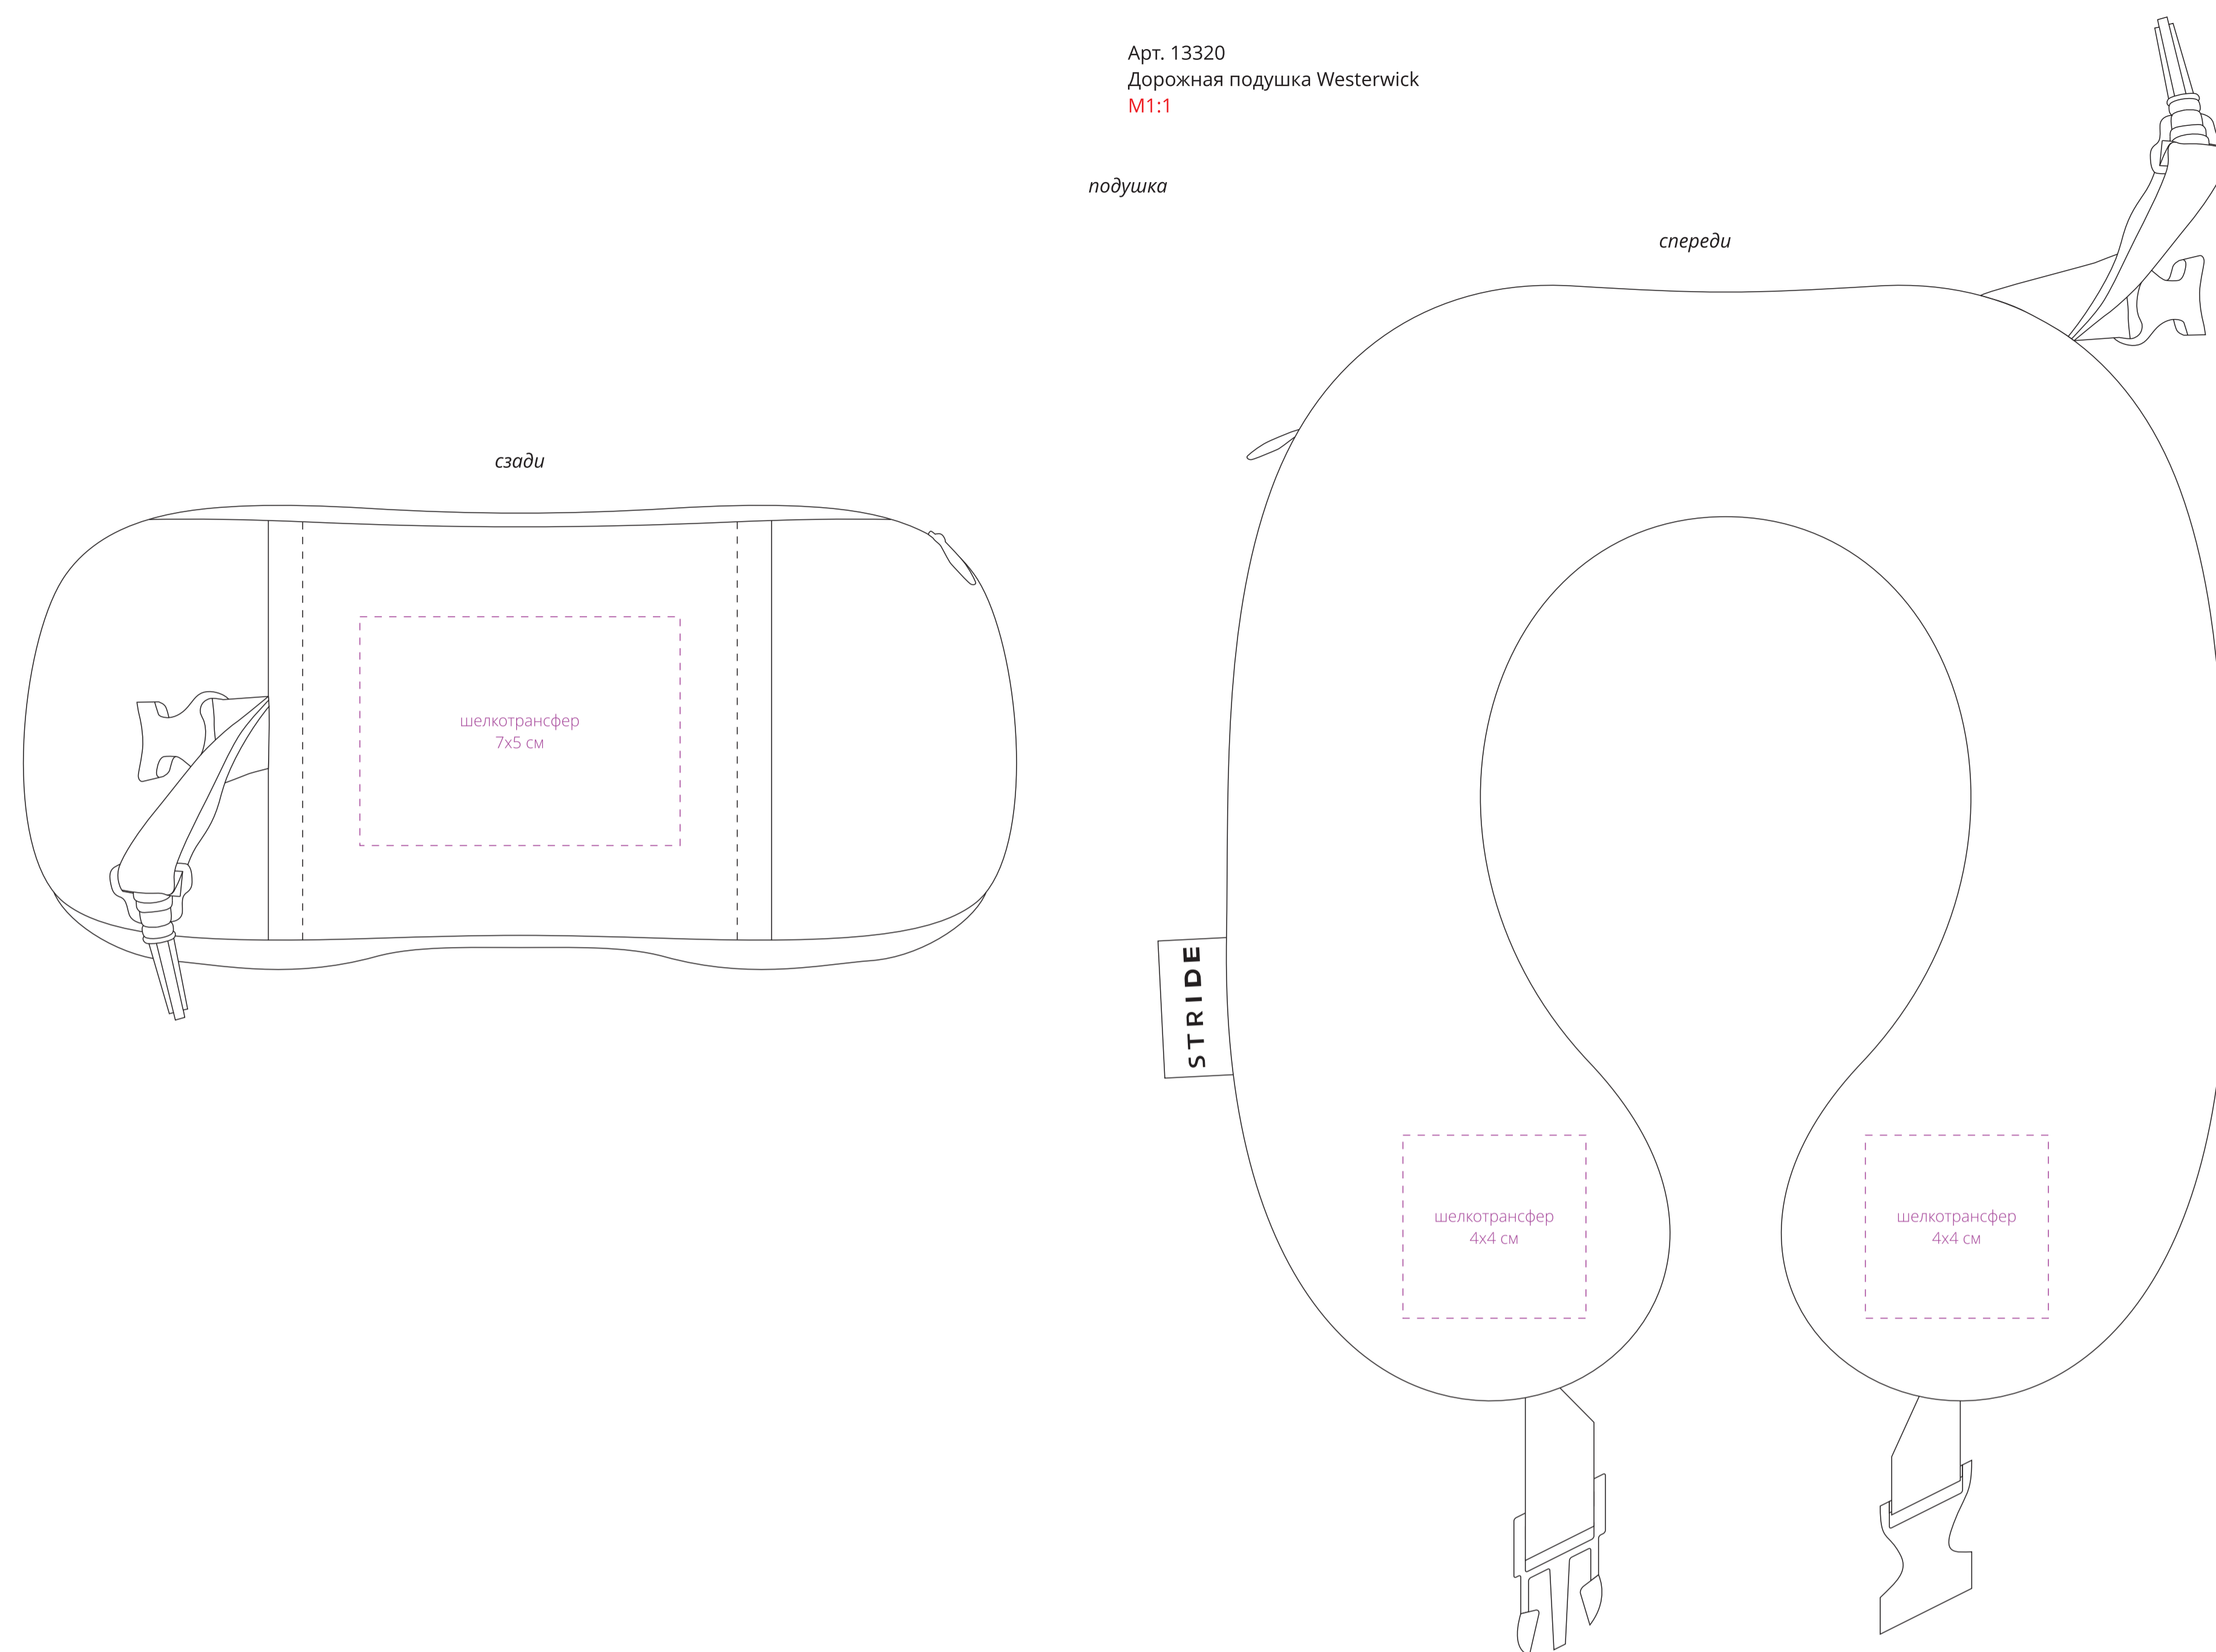 Арт. 13320
Дорожная подушка Westerwick
М1:1
подушка
спереди
сзади
шелкотрансфер
7х5 см
STRIDE
шелкотрансфер
4х4 см
шелкотрансфер
4х4 см